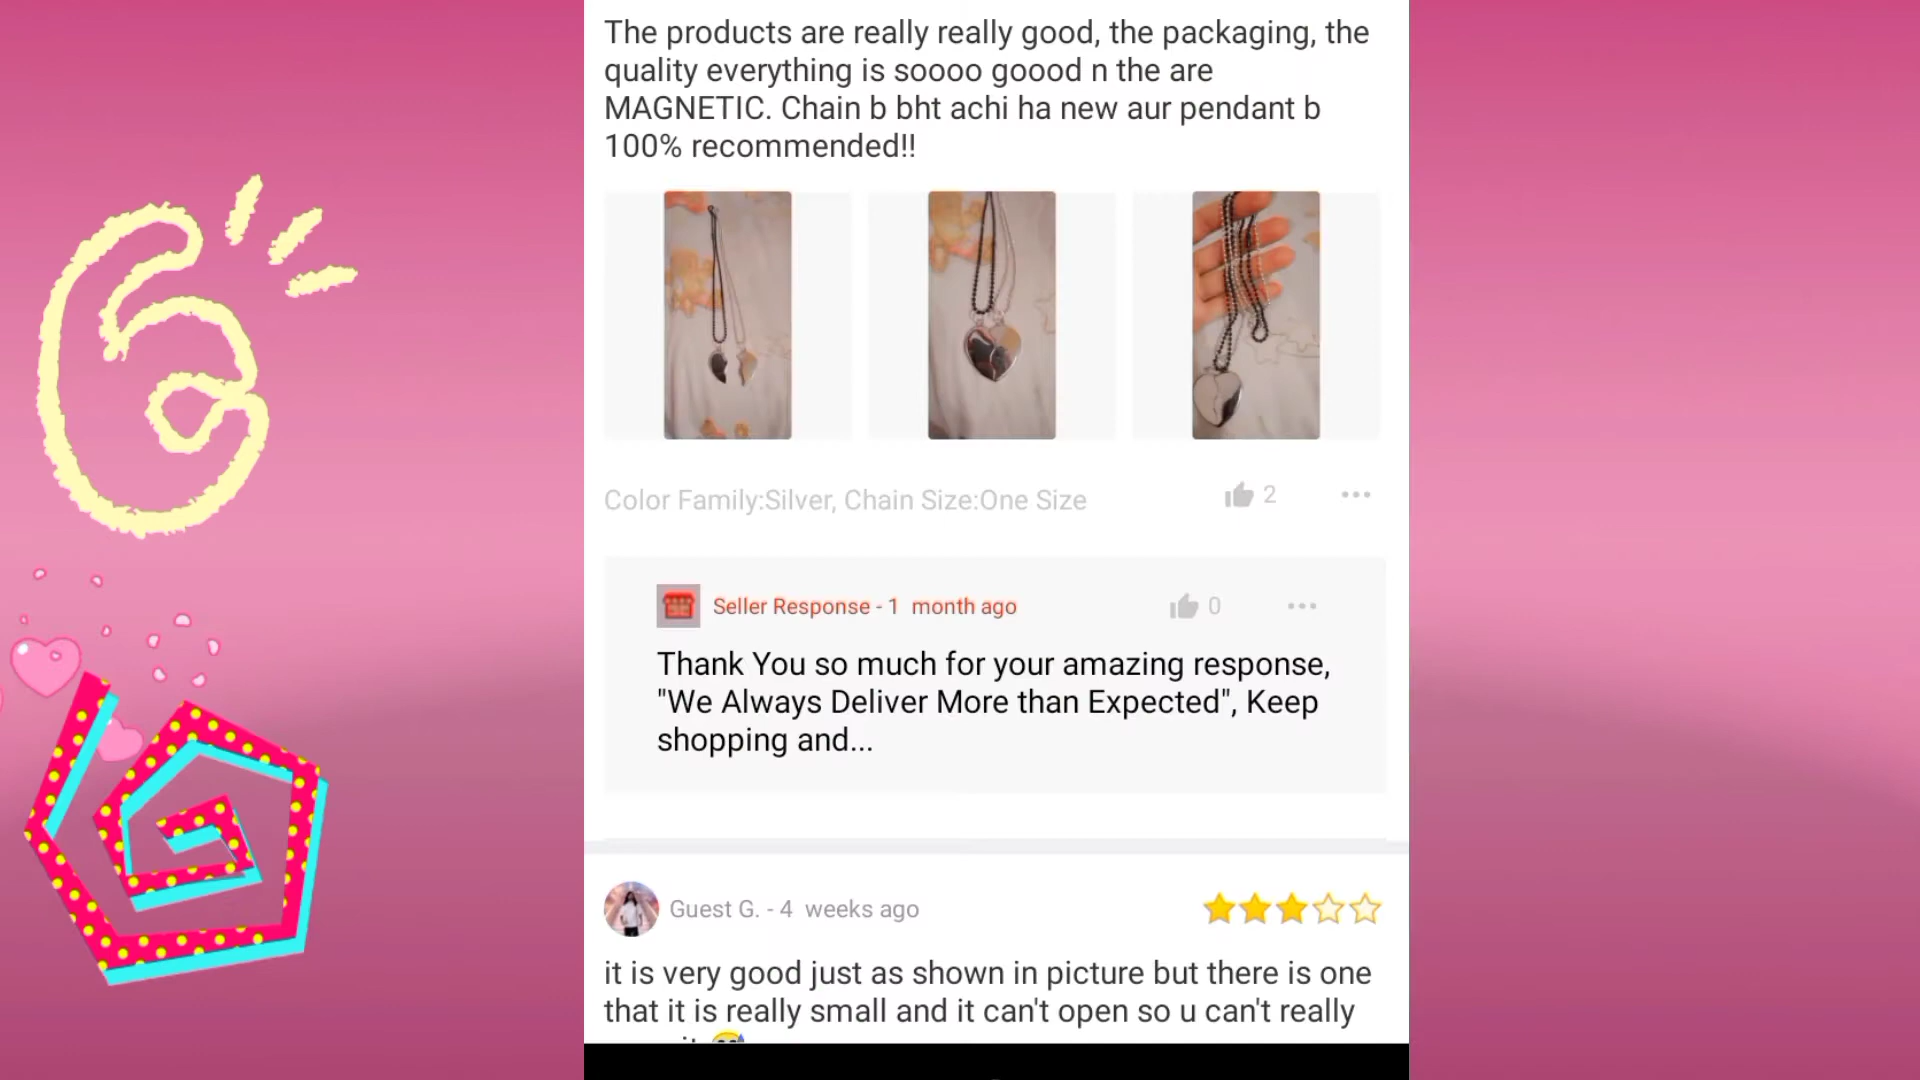 The products are really really good, the packaging, the
quality everything is soooo goood n the are
MAGNETIC. Chain b bht achi ha new aur pendant b
100% recommended!!
6
Color Family:Silver, Chain Size:One Size
2
Seller Response - 1 month ago
0
Thank You so much for your amazing response,
"We Always Deliver More than Expected", Keep
shopping and...
6
Guest G. - 4 weeks ago
it is very good just as shown in picture but there is one
that it is really small and it can't open so u can't really